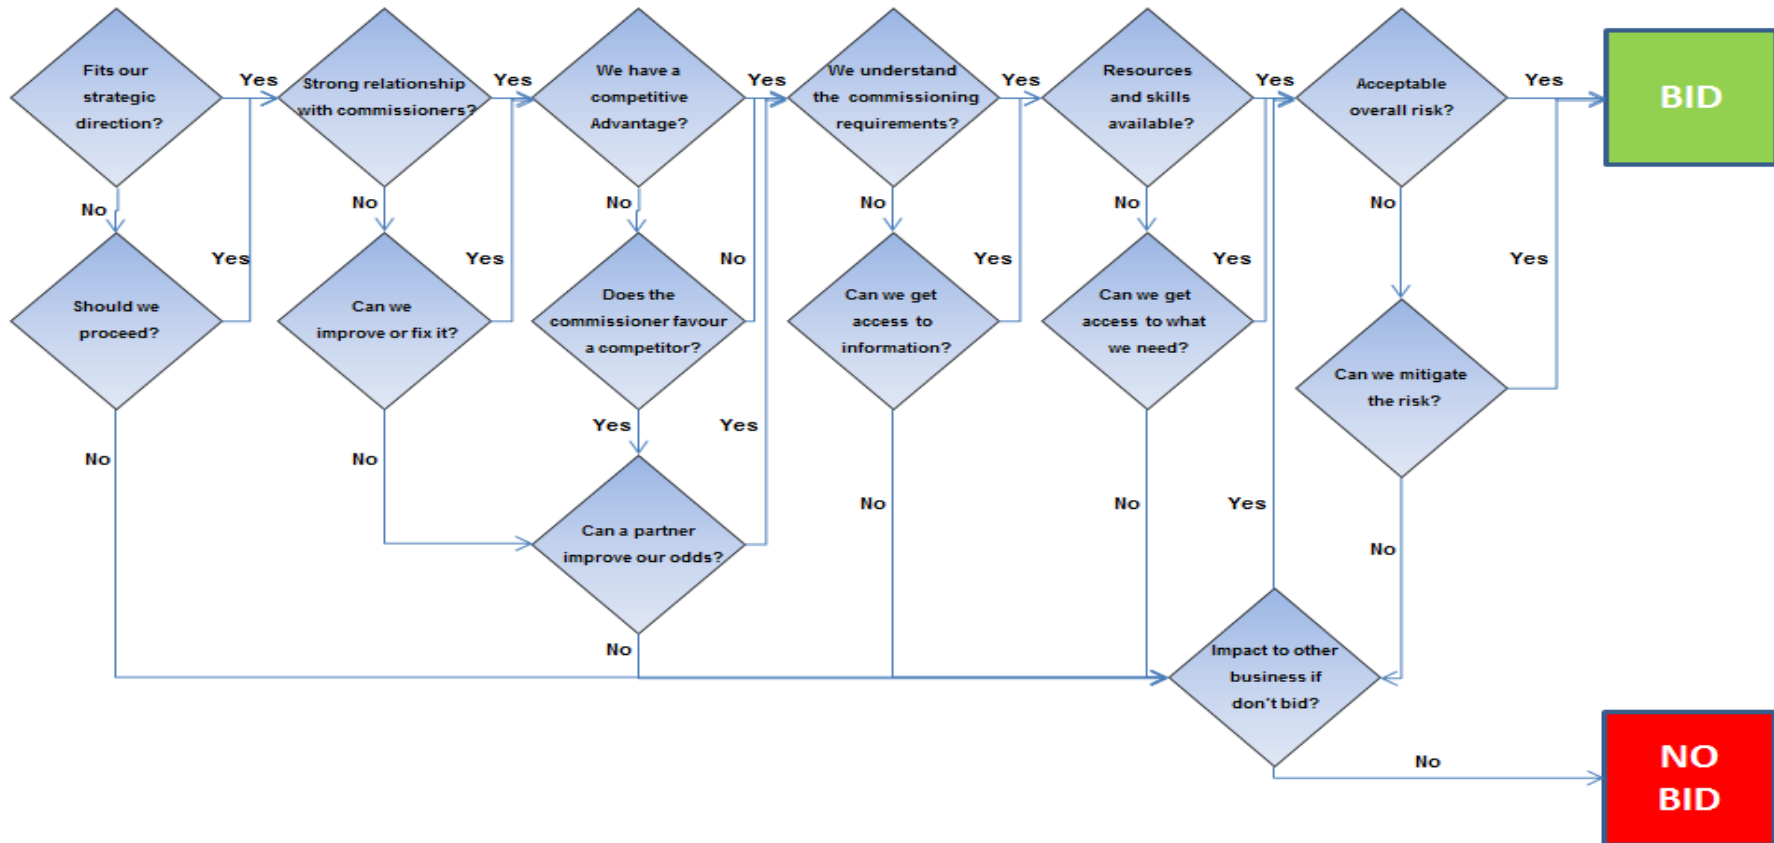 Fits our
strategic
direction?
Yes
Strong relationship
with commissioners?
Yes
We have a
competitive
Advantage?
Yes
We understand
the commissioning
requirements?
Yes
Resources
and skills
available?
Yes
Acceptable
overall risk?
Yes
BID
No
No
No
No
No
No
Should we
proceed?
Yes
Can we
improve or fix it?
Yes
Does the
commissioner favour
a competitor?
No
Can we get
access to
information?
Yes
Can we get
access to what
we need?
Yes
Can we mitigate
the risk?
Yes
No
No
Yes
Yes
No
No
Yes
No
Can a partner
improve our odds?
No
Impact to other
business if
don't bid?
No
NO
BID